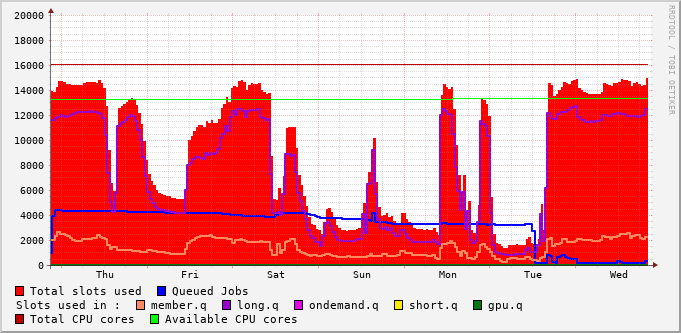 20000
18000
16000
14000
12000
10000
8000
6000
4000
2000
0
Thu Fri Sat Sun Mon Tue Wed
Total slots used Queued Jobs
Slots used in : member.q long.q ondemand.q short.q gpu.q
Total CPU cores Available CPU cores
RRDTOOL / TOBI OETIKER